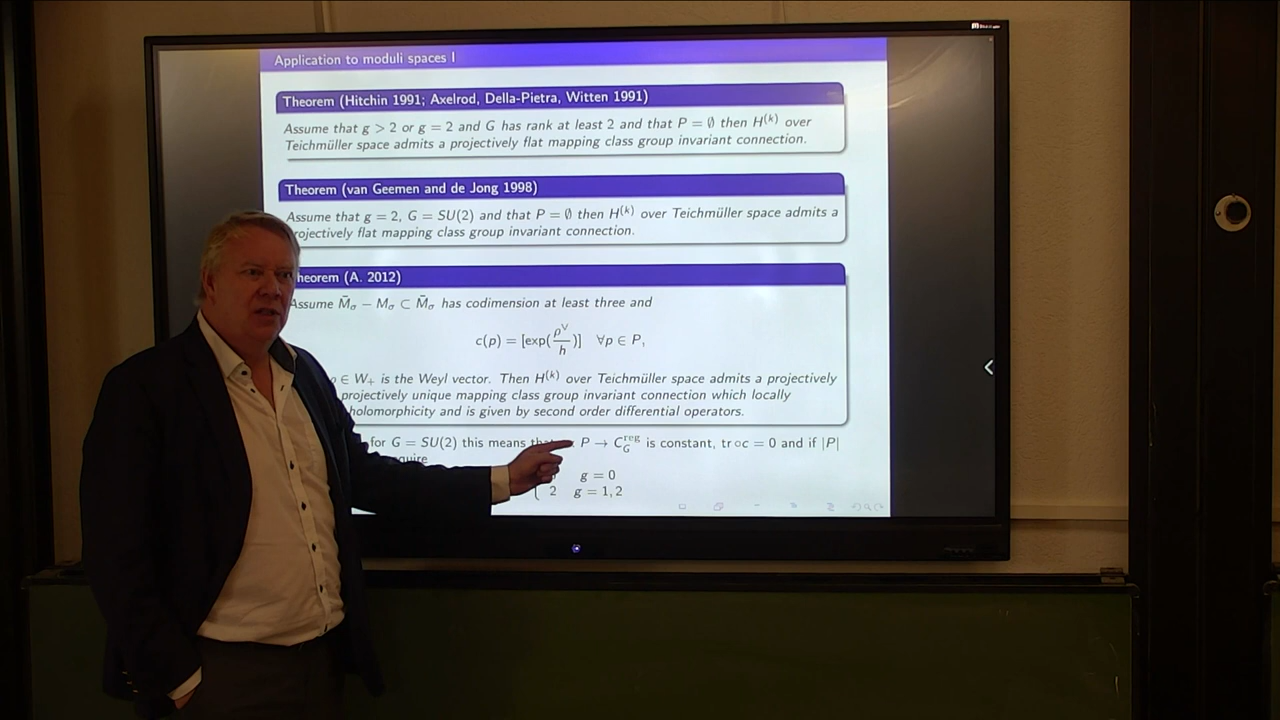 Application to moduli spaces I
Theorem (Hitchin 1991; Axelrod, Della-Pietra, Witten 1991)
Assume that g > 2 or g = 2 and G has rank at least 2 and that P = ∅ then H^(k) over
Teichmüller space admits a projectively flat mapping class group invariant connection.
Theorem (van Geemen and de Jong 1998)
Assume that g = 2, G = SU(2) and that P = ∅ then H^(k) over Teichmüller space admits a
rojectively flat mapping class group invariant connection.
heorem (A. 2012)
Assume M̄_σ − M_σ ⊂ M̄_σ has codimension at least three and
c(p) = [exp(ρ^∨/h)] ∀p ∈ P,
∈ W₊ is the Weyl vector. Then H^(k) over Teichmüller space admits a projectively
projectively unique mapping class group invariant connection which locally
holomorphicity and is given by second order differential operators.
for G = SU(2) this means P → C_G^reg is constant, tr ∘ c = 0 and if |P|
g = 0
2 g = 1, 2